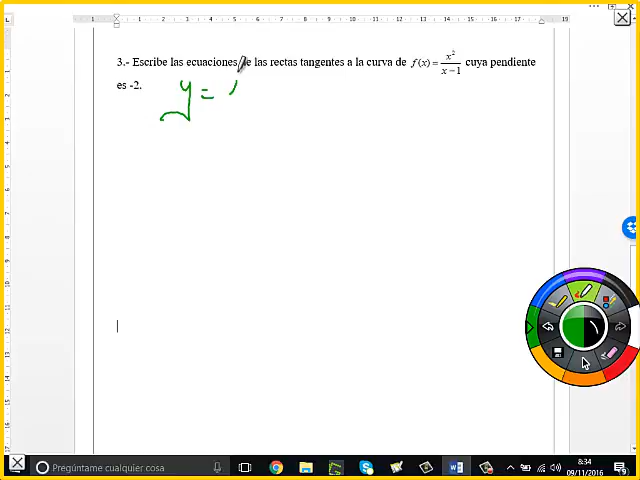 3.- Escribe las ecuaciones de las rectas tangentes a la curva de f(x) = x²/(x−1) cuya pendiente
es -2.
y =
Pregúntame cualquier cosa
8:34
09/11/2016